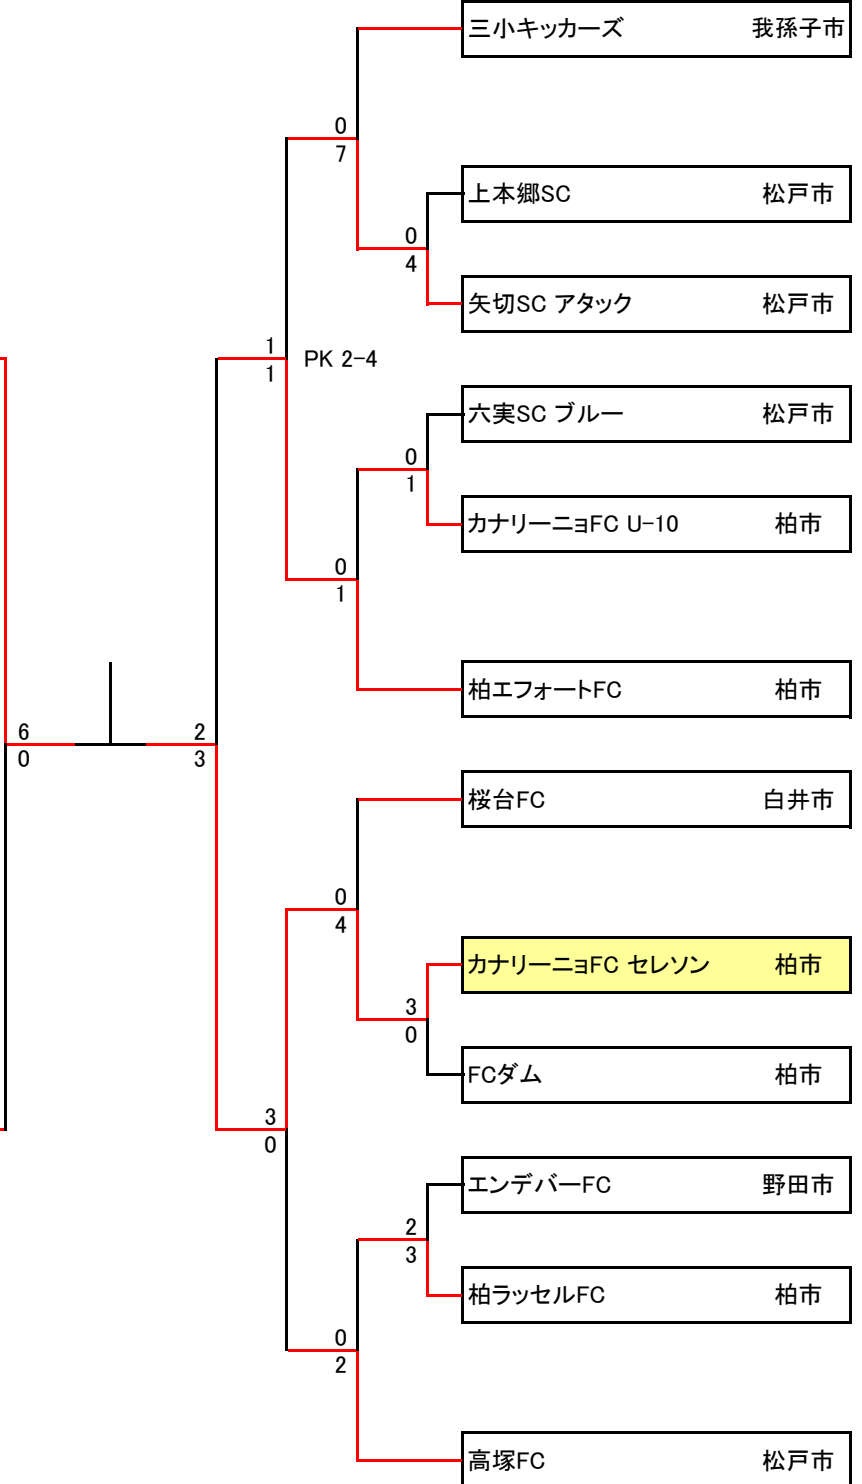 三小キッカーズ 我孫子市
0
7
上本郷SC 松戸市
0
4
矢切SC アタック 松戸市
1
1
PK 2-4
六実SC ブルー 松戸市
0
1
カナリーニョFC U-10 柏市
0
1
柏エフォートFC 柏市
6
0
2
3
桜台FC 白井市
0
4
カナリーニョFC セレソン 柏市
3
0
FCダム 柏市
3
0
エンデバーFC 野田市
2
3
柏ラッセルFC 柏市
0
2
高塚FC 松戸市